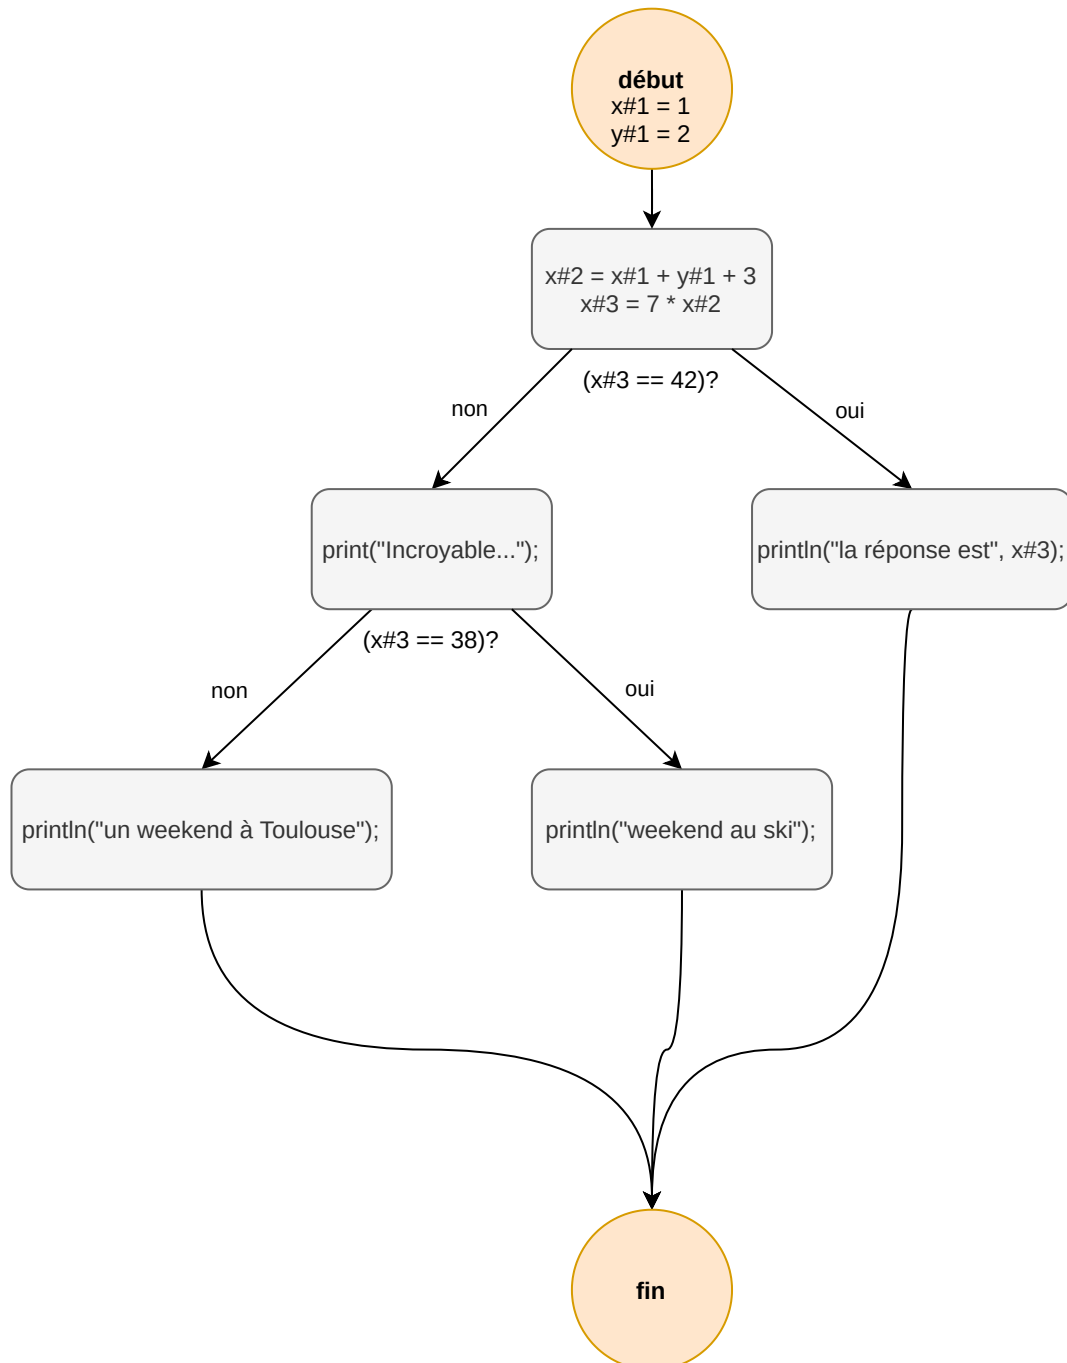 début
x#1 = 1
y#1 = 2
x#2 = x#1 + y#1 + 3
x#3 = 7 * x#2
(x#3 == 42)?
non
oui
print("Incroyable...");
println("la réponse est", x#3);
(x#3 == 38)?
non
oui
println("un weekend à Toulouse");
println("weekend au ski");
fin